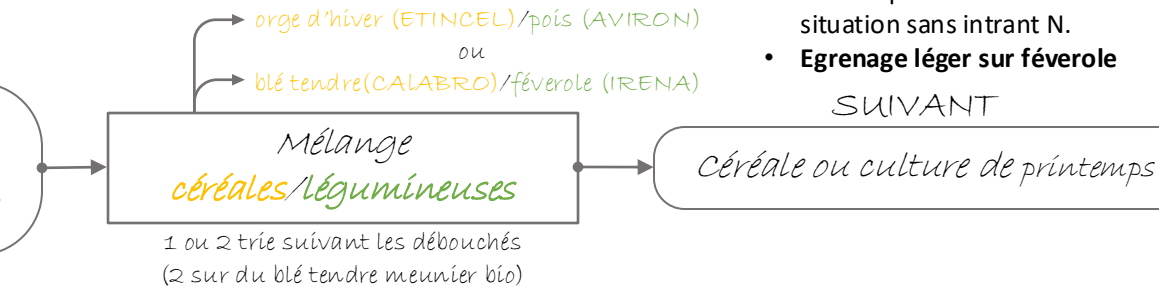 orge d'hiver (ETINCEL)/pois (AVIRON)
ou
blé tendre(CALABRO)/féverole (IRENA)
Mélange
céréales/légumineuses
1 ou 2 trie suivant les débouchés
(2 sur du blé tendre meunier bio)
situation sans intrant N.
• Egrenage léger sur féverole
SUIVANT
Céréale ou culture de printemps